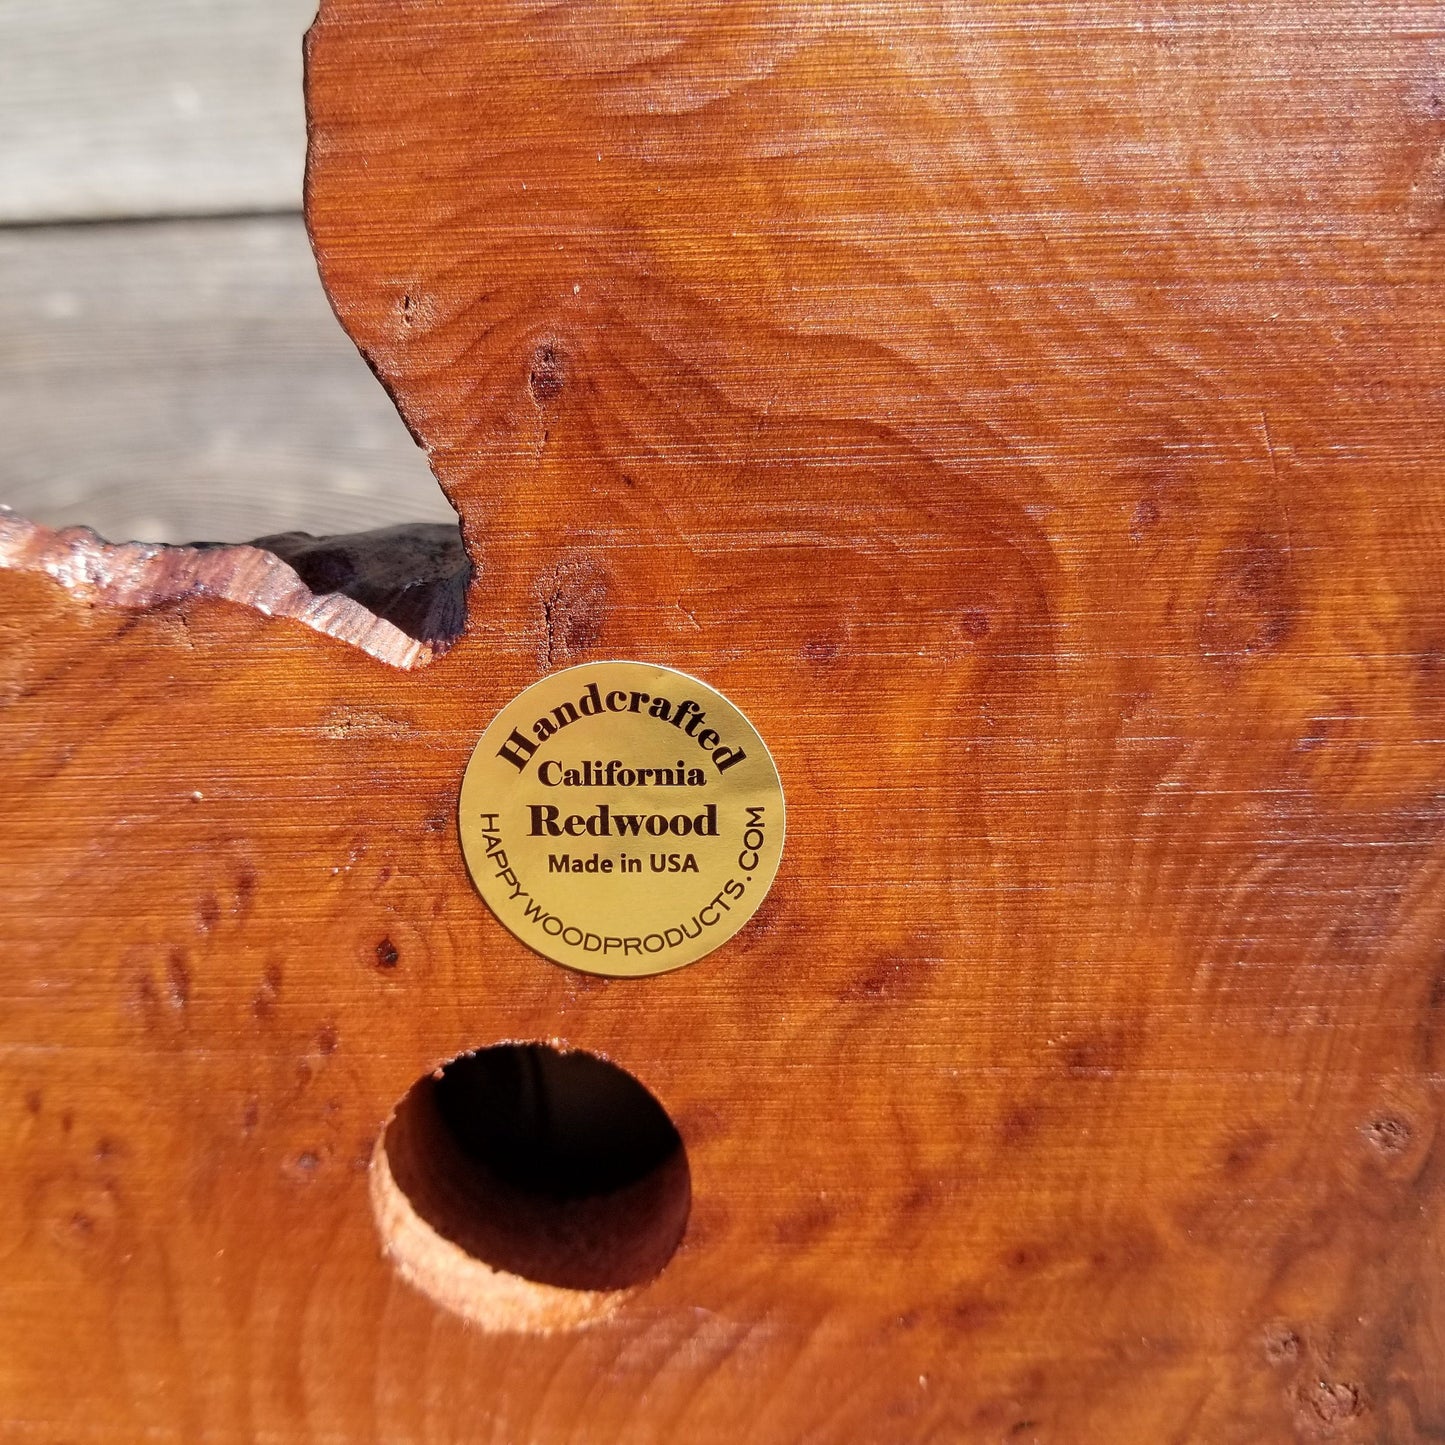 Handcrafted
California
Redwood
Made in USA
HAPPYWOODPRODUCTS.COM